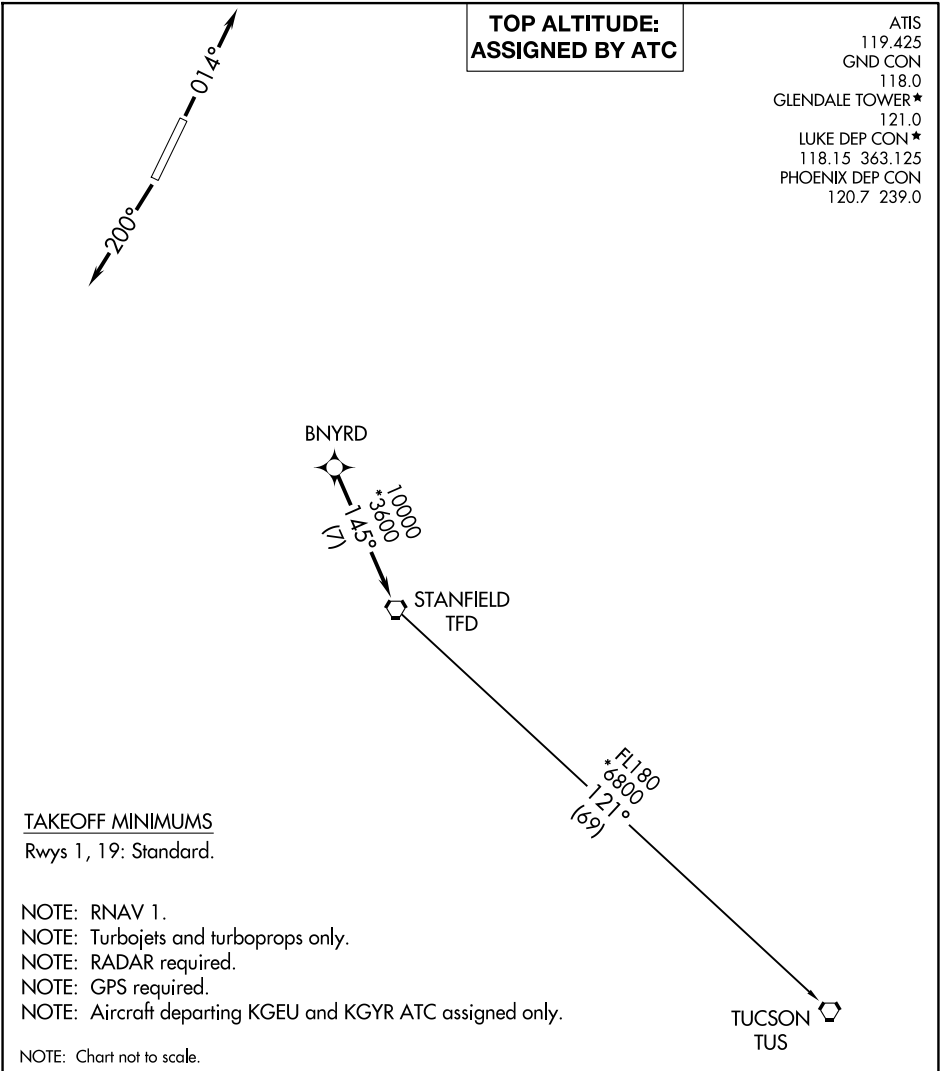 TOP ALTITUDE:
ASSIGNED BY ATC
ATIS
119.425
GND CON
118.0
GLENDALE TOWER★
121.0
LUKE DEP CON★
118.15 363.125
PHOENIX DEP CON
120.7 239.0
014°
200°
BNYRD
10000
*3600
145°
(7)
STANFIELD
TFD
FL180
*6800
121°
(69)
TUCSON
TUS
TAKEOFF MINIMUMS
Rwys 1, 19: Standard.
NOTE: RNAV 1.
NOTE: Turbojets and turboprops only.
NOTE: RADAR required.
NOTE: GPS required.
NOTE: Aircraft departing KGEU and KGYR ATC assigned only.
NOTE: Chart not to scale.